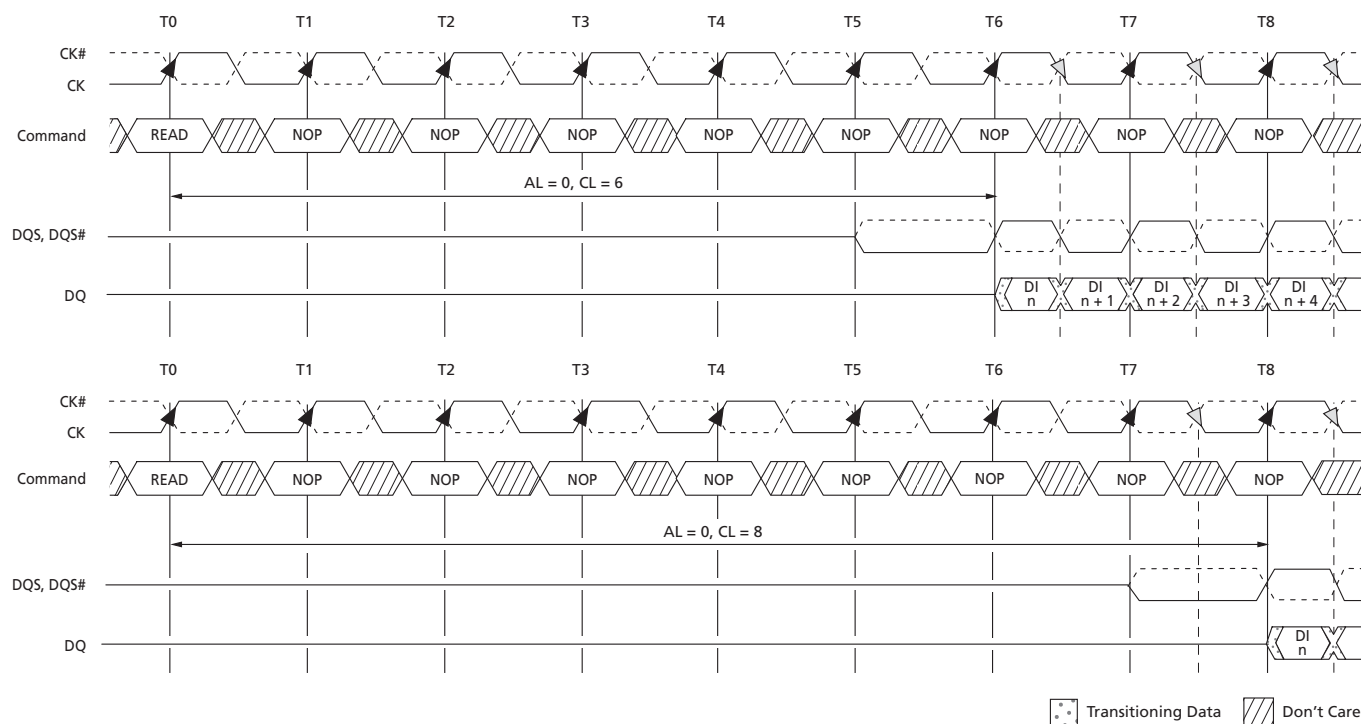 T0 T1 T2 T3 T4 T5 T6 T7 T8
CK#
CK
Command READ NOP NOP NOP NOP NOP NOP NOP NOP
AL = 0, CL = 6
DQS, DQS#
DQ DI n DI n + 1 DI n + 2 DI n + 3 DI n + 4
T0 T1 T2 T3 T4 T5 T6 T7 T8
CK#
CK
Command READ NOP NOP NOP NOP NOP NOP NOP NOP
AL = 0, CL = 8
DQS, DQS#
DQ DI n
Transitioning Data Don't Care